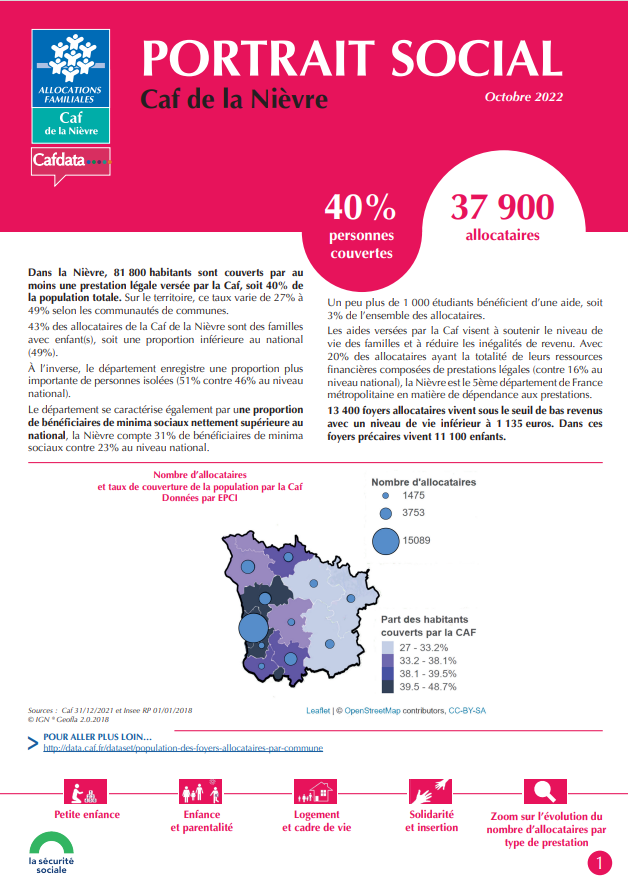 ALLOCATIONS
FAMILIALES
Caf
de la Nièvre
Cafdata
PORTRAIT SOCIAL
Caf de la Nièvre
Octobre 2022
40%
personnes
couvertes
37 900
allocataires
Dans la Nièvre, 81 800 habitants sont couverts par au
moins une prestation légale versée par la Caf, soit 40% de
la population totale. Sur le territoire, ce taux varie de 27% à
49% selon les communautés de communes.
43% des allocataires de la Caf de la Nièvre sont des familles
avec enfant(s), soit une proportion inférieure au national
(49%).
À l'inverse, le département enregistre une proportion plus
importante de personnes isolées (51% contre 46% au niveau
national).
Le département se caractérise également par une proportion
de bénéficiaires de minima sociaux nettement supérieure au
national, la Nièvre compte 31% de bénéficiaires de minima
sociaux contre 23% au niveau national.
Un peu plus de 1 000 étudiants bénéficient d'une aide, soit
3% de l'ensemble des allocataires.
Les aides versées par la Caf visent à soutenir le niveau de
vie des familles et à réduire les inégalités de revenu. Avec
20% des allocataires ayant la totalité de leurs ressources
financières composées de prestations légales (contre 16% au
niveau national), la Nièvre est le 5ème département de France
métropolitaine en matière de dépendance aux prestations.
13 400 foyers allocataires vivent sous le seuil de bas revenus
avec un niveau de vie inférieur à 1 135 euros. Dans ces
foyers précaires vivent 11 100 enfants.
Nombre d'allocataires
et taux de couverture de la population par la Caf
Données par EPCI
Nombre d'allocataires
1475
3753
15089
Part des habitants
couverts par la CAF
27 - 33.2%
33.2 - 38.1%
38.1 - 39.5%
39.5 - 48.7%
Sources : Caf 31/12/2021 et Insee RP 01/01/2018
© IGN ® Geofla 2.0.2018
Leaflet | © OpenStreetMap contributors, CC-BY-SA
> POUR ALLER PLUS LOIN...
http://data.caf.fr/dataset/population-des-foyers-allocataires-par-commune
Petite enfance
Enfance
et parentalité
Logement
et cadre de vie
Solidarité
et insertion
Zoom sur l'évolution du
nombre d'allocataires par
type de prestation
la sécurité
sociale
1